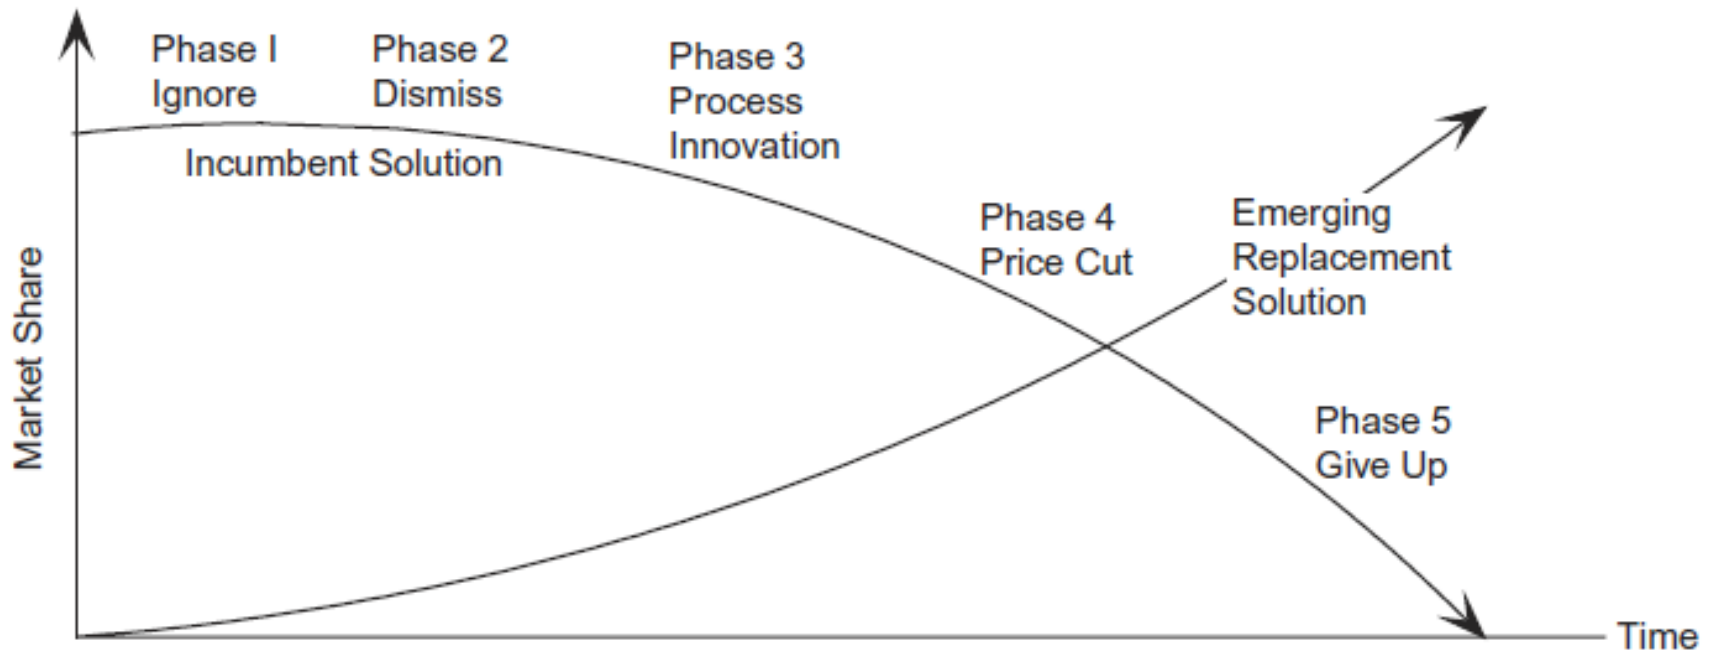 Phase I
Ignore
Phase 2
Dismiss
Phase 3
Process
Innovation
Incumbent Solution
Phase 4
Price Cut
Emerging
Replacement
Solution
Phase 5
Give Up
Market Share
Time